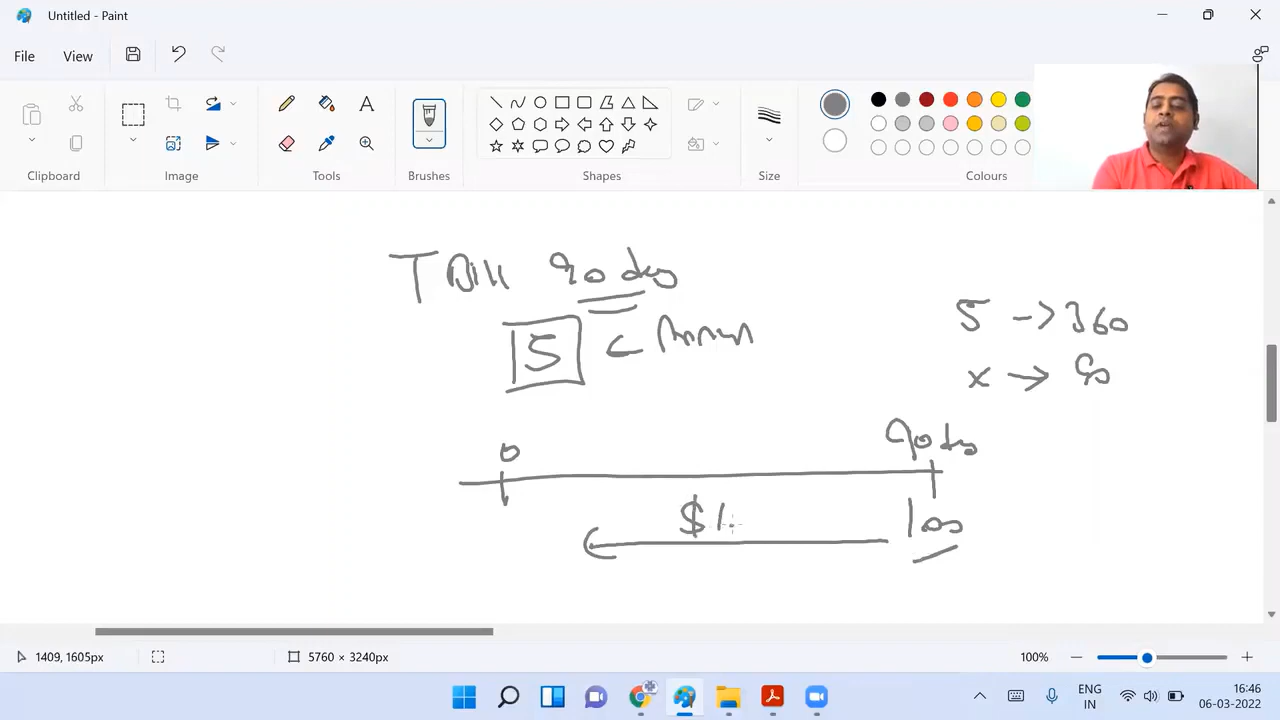 Untitled - Paint
File View
Clipboard Image Tools Brushes Shapes Size Colours
TBill 90 days
5 ←
5 -> 360
x -> 90
0 90 days
$1 100
1409, 1605px 5760 × 3240px 100%
ENG
IN
16:46
06-03-2022